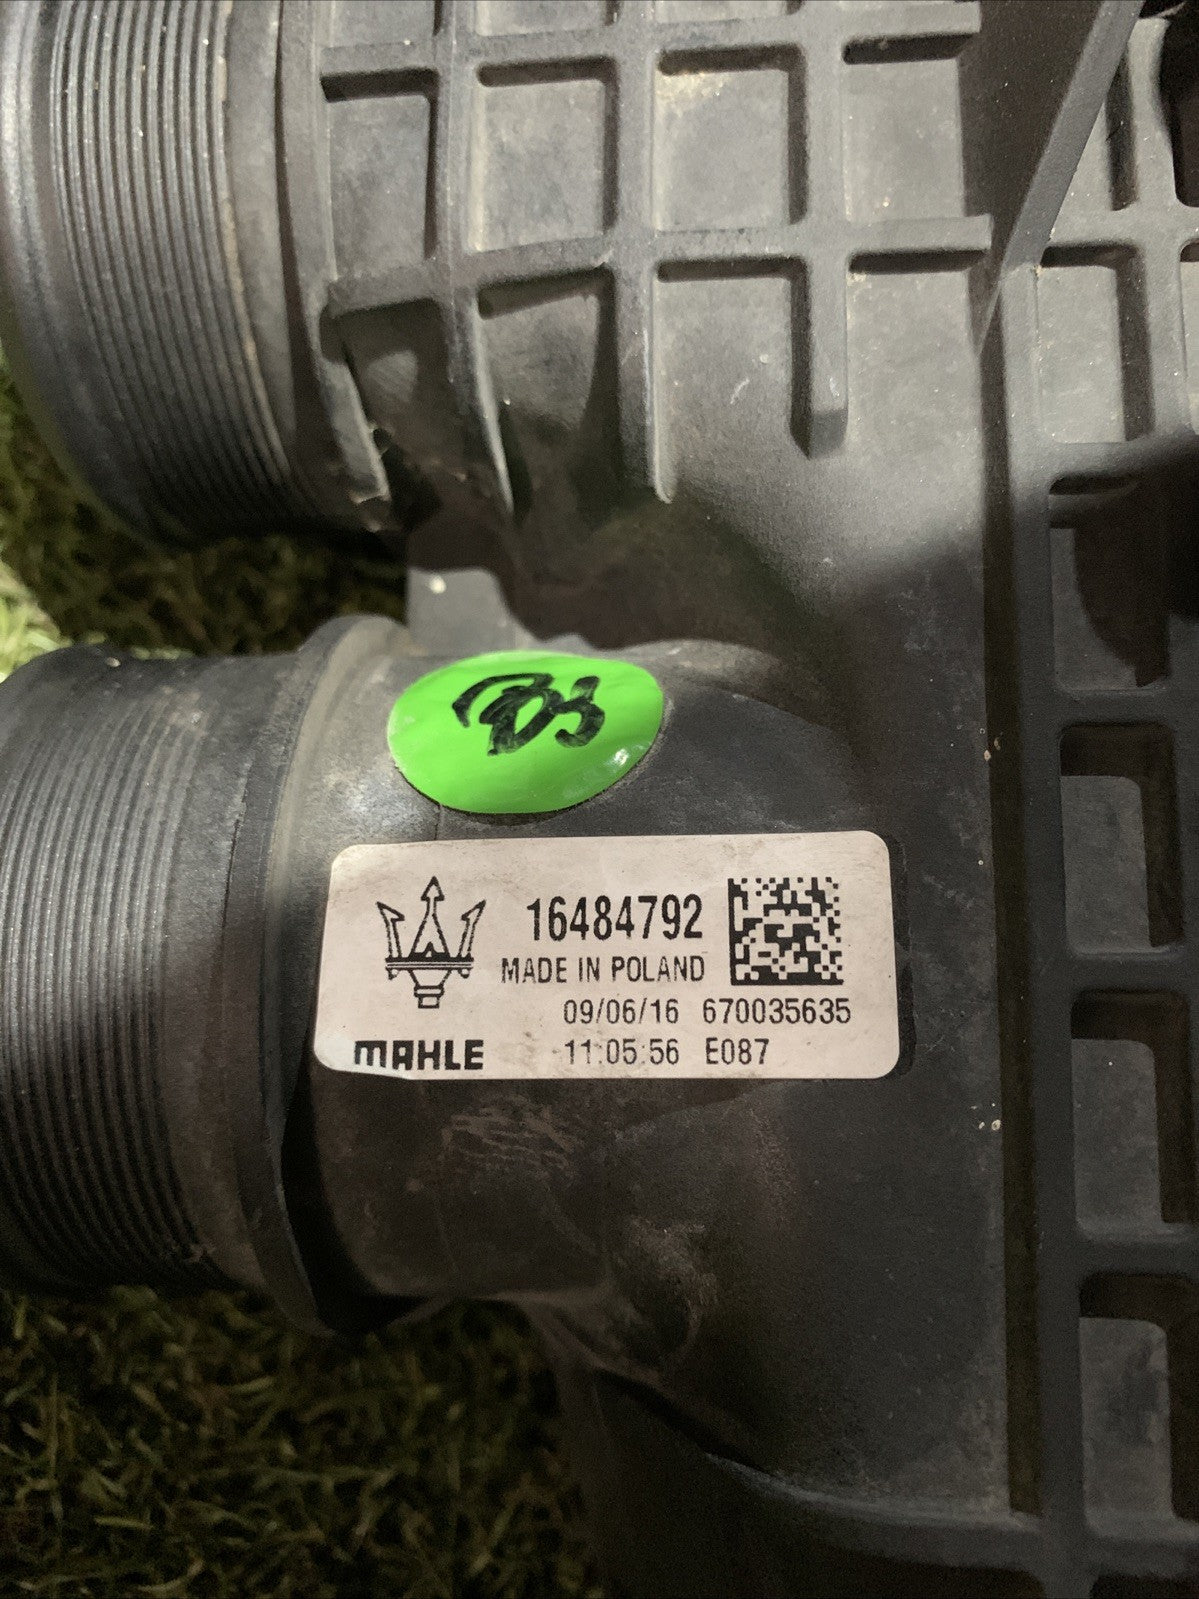 16484792
MADE IN POLAND
09/06/16 670035635
MAHLE 11:05:56 E087